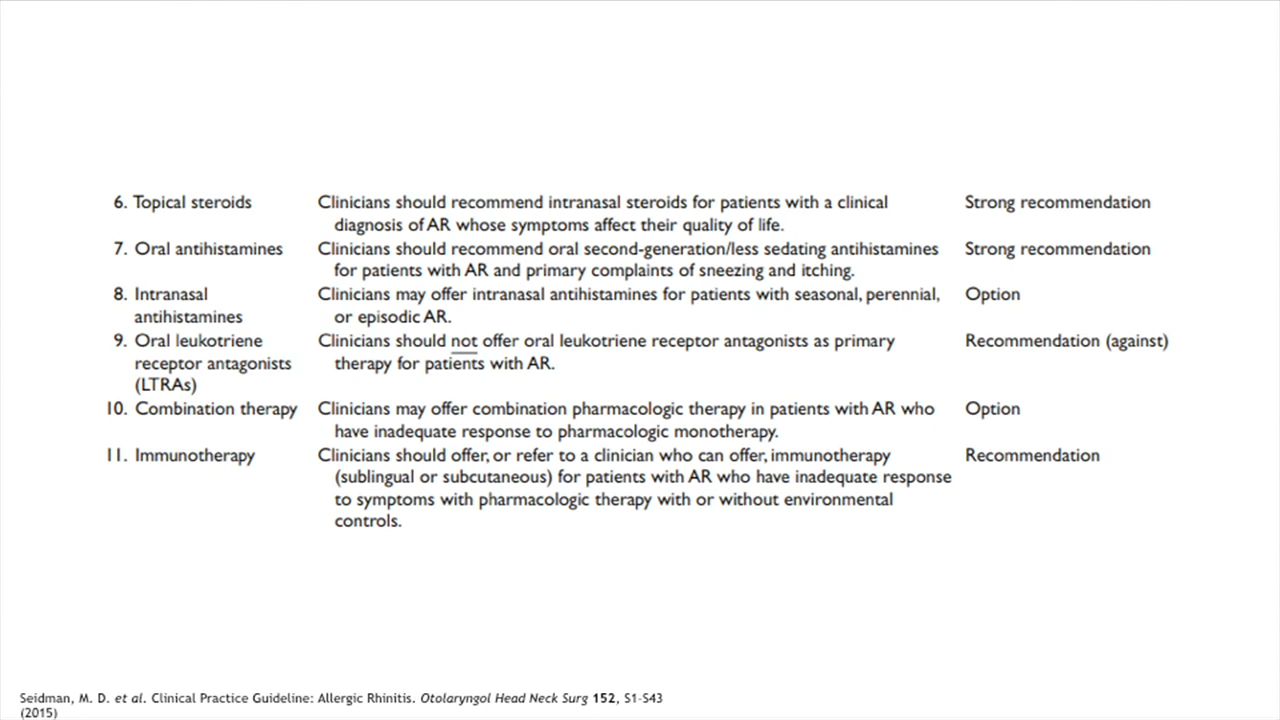 6. Topical steroids Clinicians should recommend intranasal steroids for patients with a clinical Strong recommendation
diagnosis of AR whose symptoms affect their quality of life.
7. Oral antihistamines Clinicians should recommend oral second-generation/less sedating antihistamines Strong recommendation
for patients with AR and primary complaints of sneezing and itching.
8. Intranasal Clinicians may offer intranasal antihistamines for patients with seasonal, perennial, Option
antihistamines or episodic AR.
9. Oral leukotriene Clinicians should not offer oral leukotriene receptor antagonists as primary Recommendation (against)
receptor antagonists therapy for patients with AR.
(LTRAs)
10. Combination therapy Clinicians may offer combination pharmacologic therapy in patients with AR who Option
have inadequate response to pharmacologic monotherapy.
11. Immunotherapy Clinicians should offer, or refer to a clinician who can offer, immunotherapy Recommendation
(sublingual or subcutaneous) for patients with AR who have inadequate response
to symptoms with pharmacologic therapy with or without environmental
controls.
Seidman, M. D. et al. Clinical Practice Guideline: Allergic Rhinitis. Otolaryngol Head Neck Surg 152, S1-S43
(2015)